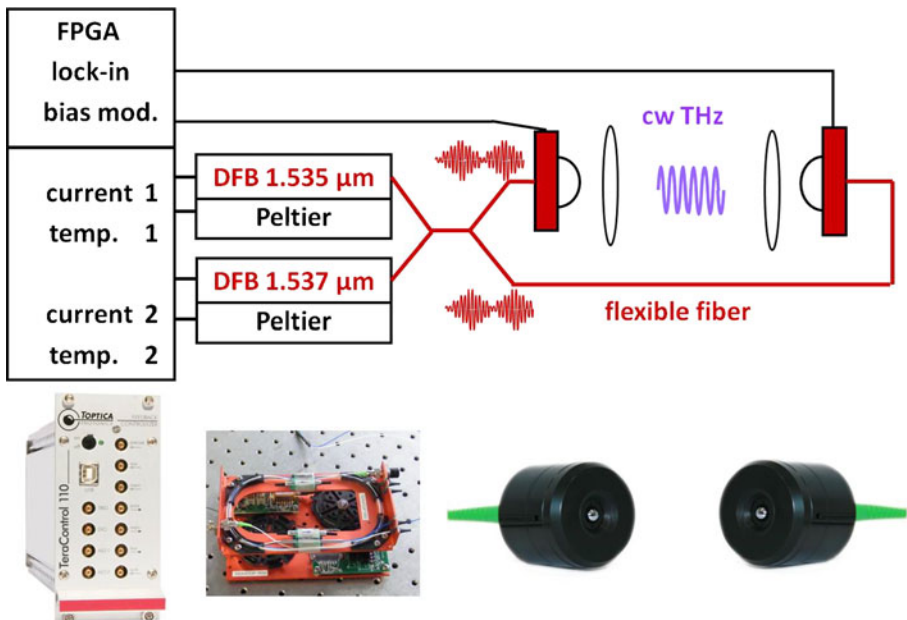 FPGA
lock-in
bias mod.
current 1
temp. 1
current 2
temp. 2
DFB 1.535 µm
Peltier
DFB 1.537 µm
Peltier
cw THz
flexible fiber
TOPTICA
TeraControl 110
USB